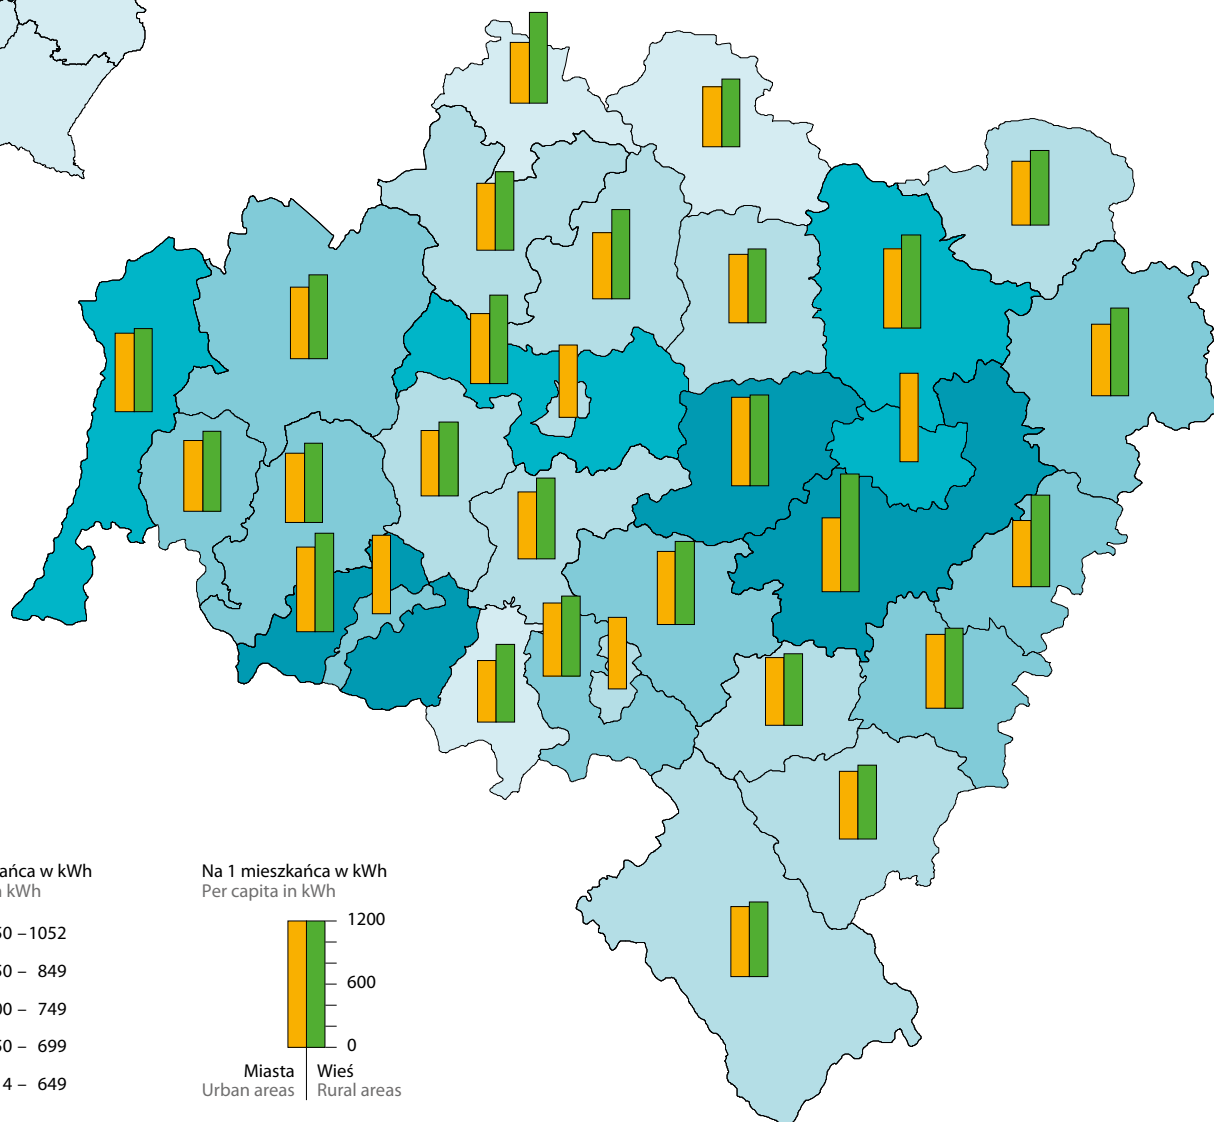 ańca w kWh
kWh
50 – 1052
50 – 849
00 – 749
50 – 699
4 – 649
Na 1 mieszkańca w kWh
Per capita in kWh
1200
600
0
Miasta Wieś
Urban areas Rural areas